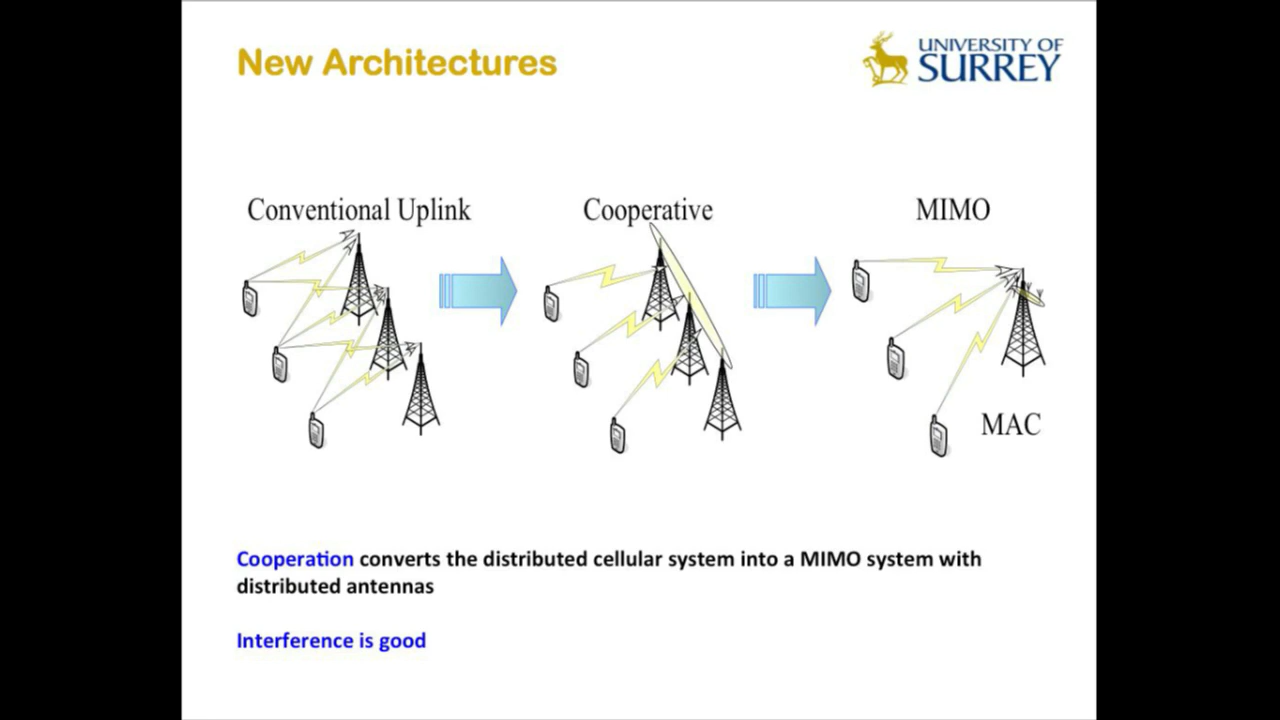 New Architectures
UNIVERSITY OF
SURREY
Conventional Uplink
Cooperative
MIMO
MAC
Cooperation converts the distributed cellular system into a MIMO system with
distributed antennas
Interference is good